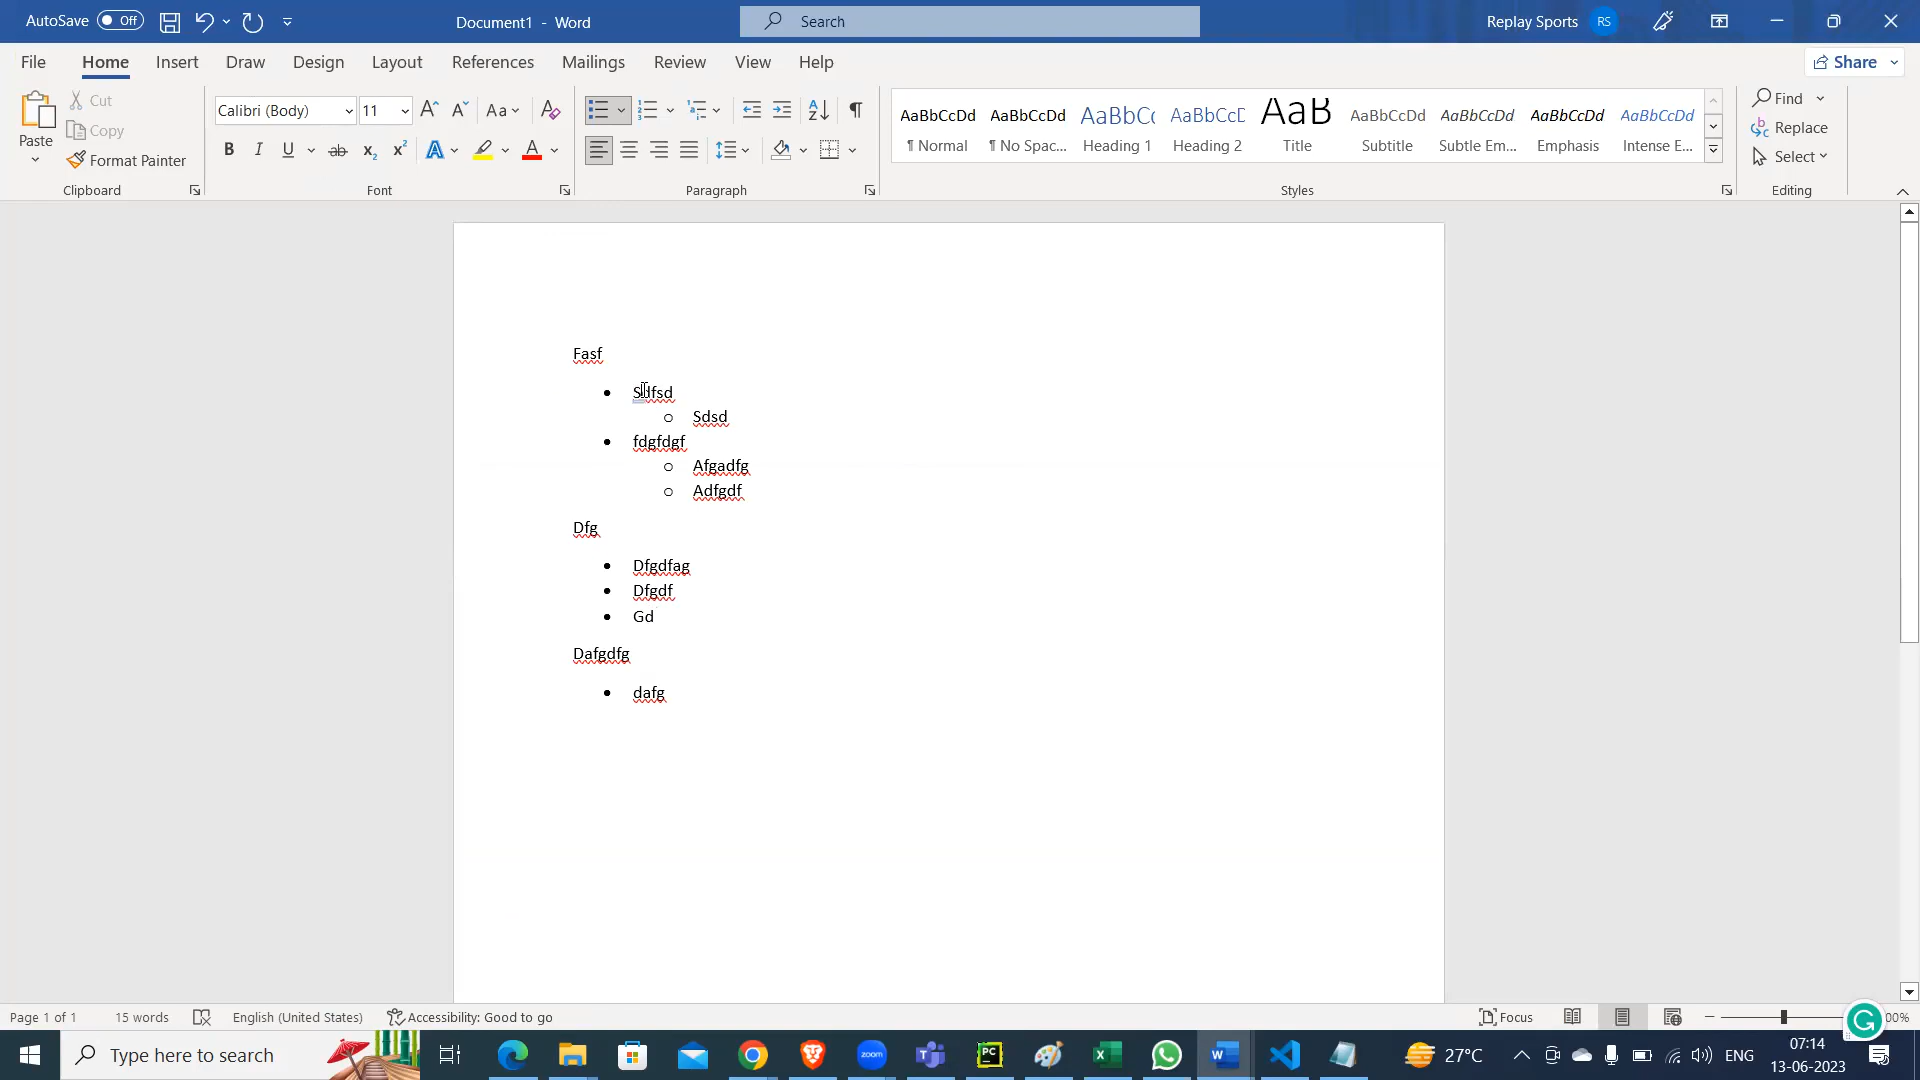 AutoSave Off Document1 - Word Search Replay Sports RS
File Home Insert Draw Design Layout References Mailings Review View Help Share
Paste
Cut
Copy
Format Painter
Clipboard
Calibri (Body) 11
Font
Paragraph
AaBbCcDd AaBbCcDd AaBbC( AaBbCcD AaB AaBbCcDd AaBbCcDd AaBbCcDd AaBbCcDd
¶ Normal ¶ No Spac... Heading 1 Heading 2 Title Subtitle Subtle Em... Emphasis Intense E...
Styles
Find
Replace
Select
Editing
Fasf
• Sdfsd
o Sdsd
• fdgfdgf
o Afgadfg
o Adfgdf
Dfg
• Dfgdfag
• Dfgdf
• Gd
Dafgdfg
• dafg
Page 1 of 1 15 words English (United States) Accessibility: Good to go Focus 00%
Type here to search zoom 27°C ENG 07:14
13-06-2023